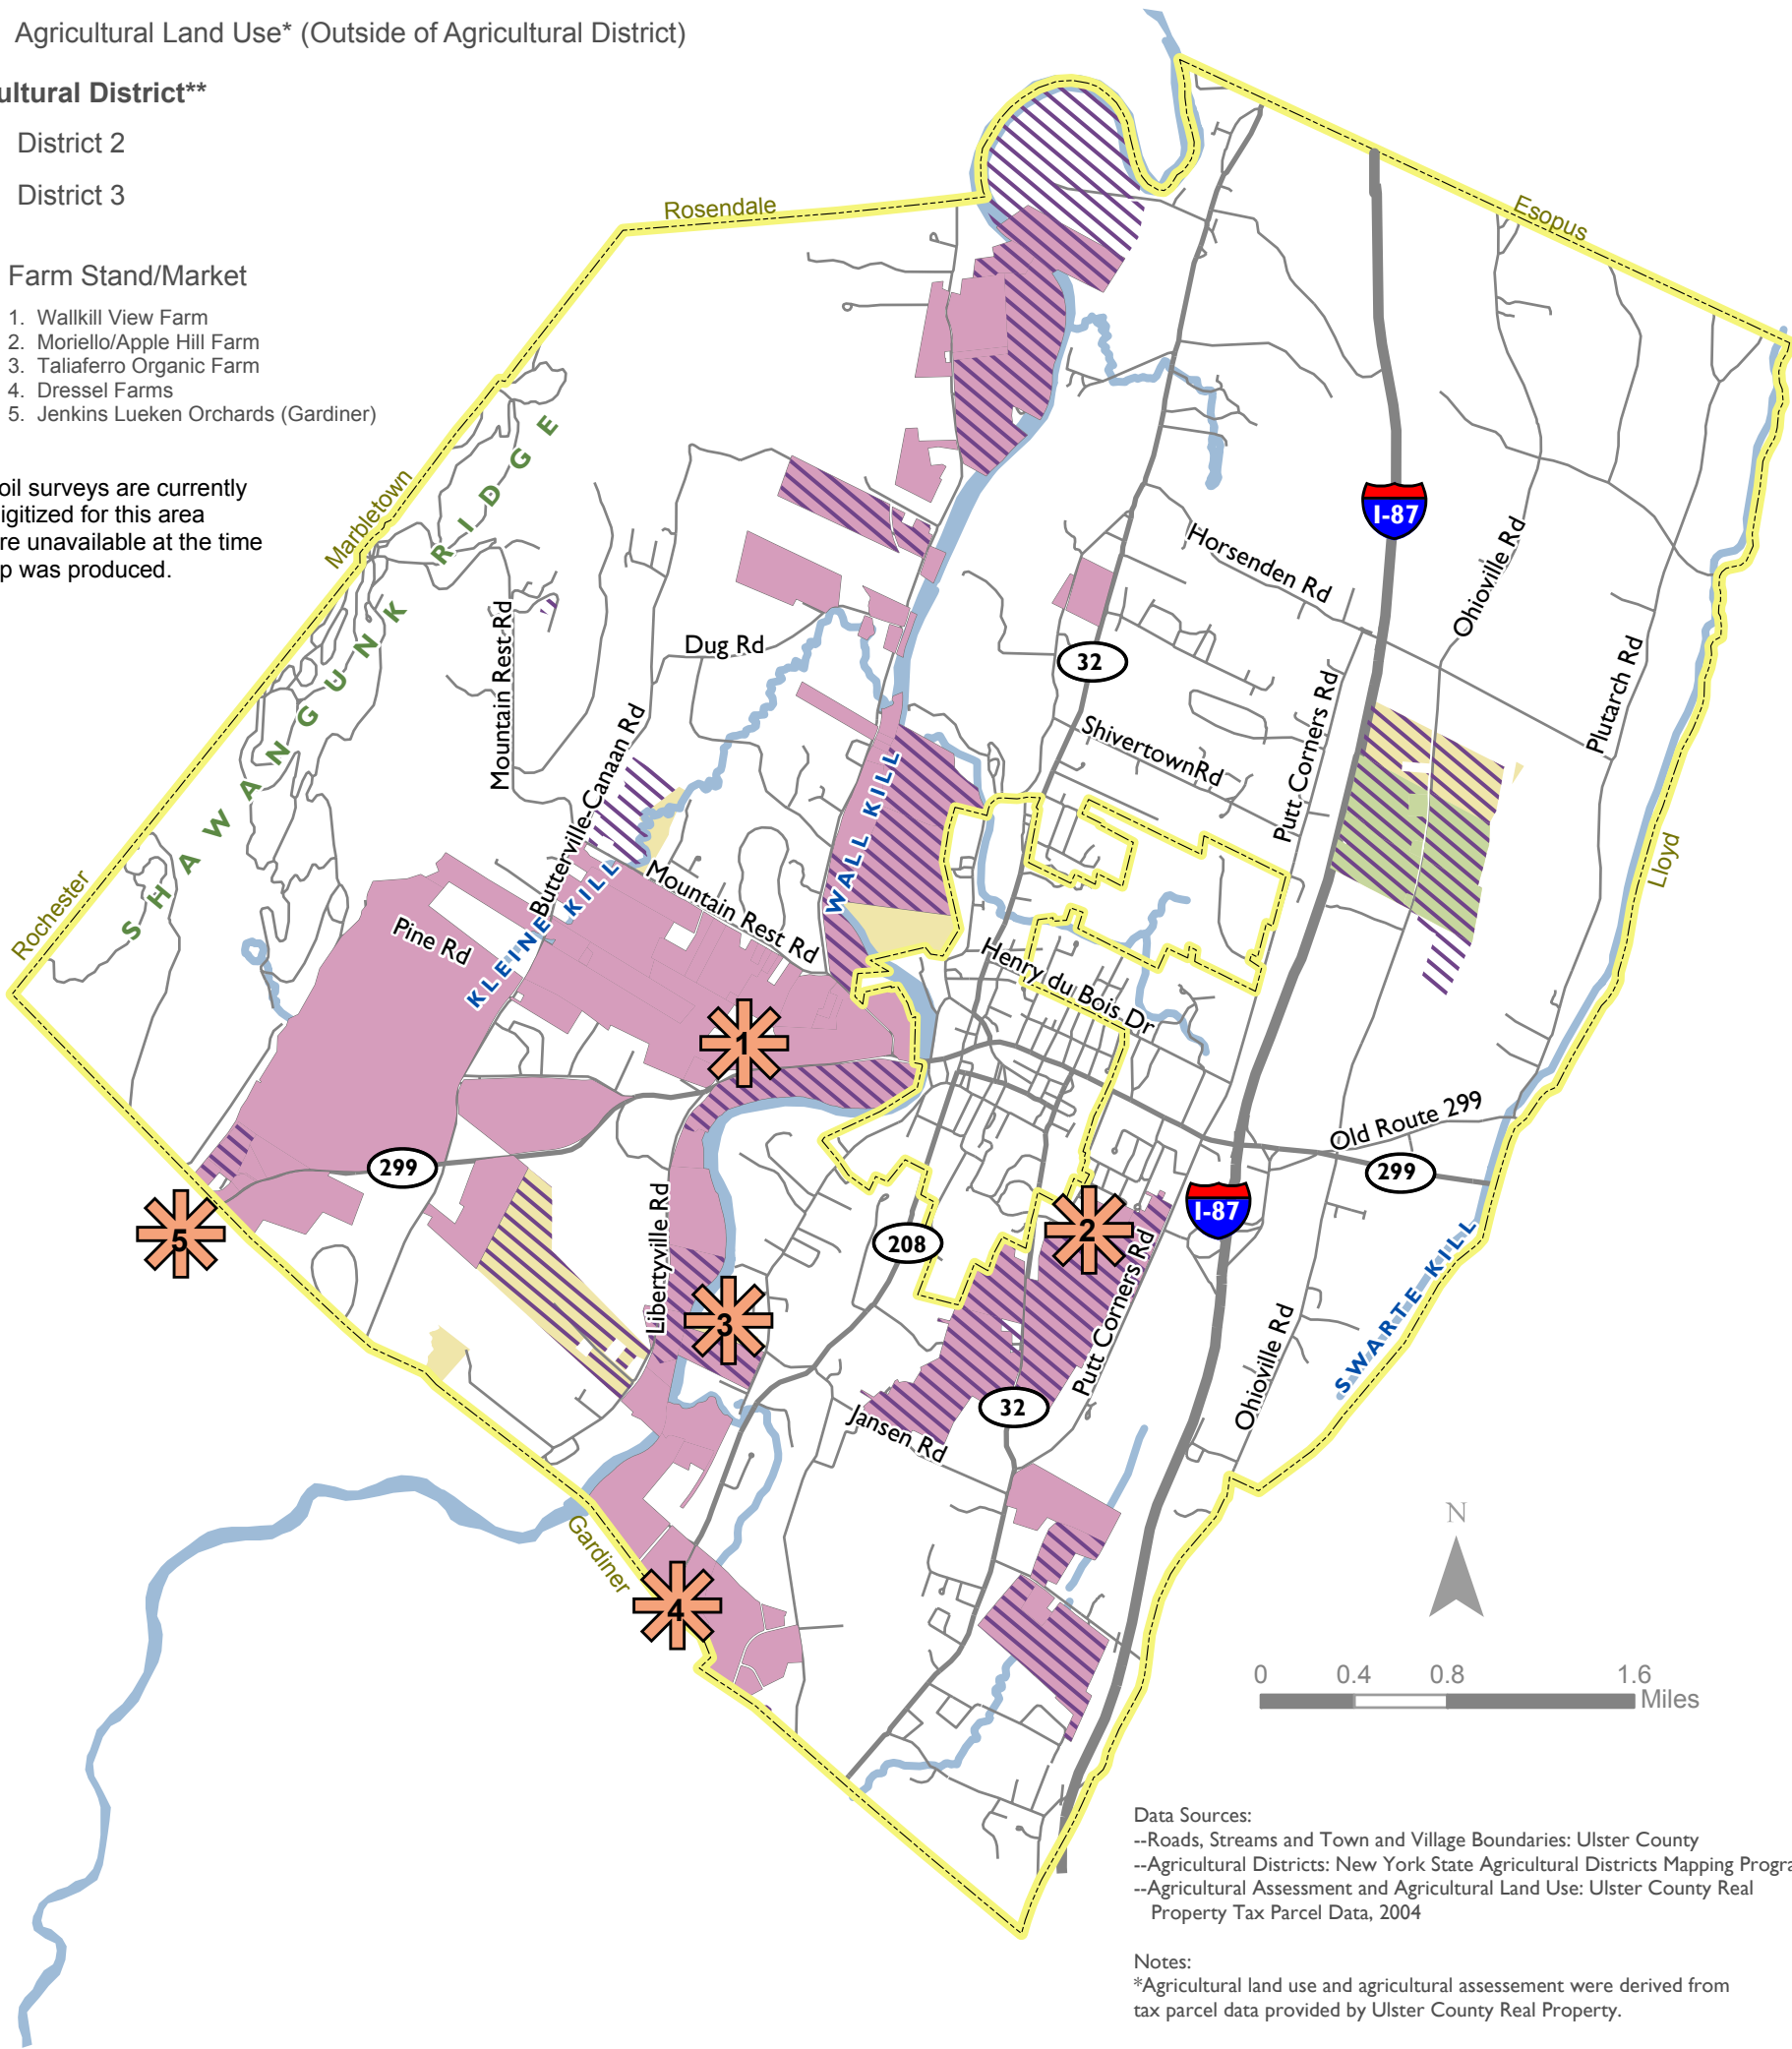 Agricultural Land Use* (Outside of Agricultural District)
ultural District**
District 2
District 3
Farm Stand/Market
1. Wallkill View Farm
2. Moriello/Apple Hill Farm
3. Taliaferro Organic Farm
4. Dressel Farms
5. Jenkins Lueken Orchards (Gardiner)
oil surveys are currently
igitized for this area
re unavailable at the time
p was produced.
Rosendale
Esopus
Marbletown
Rochester
Lloyd
Gardiner
SHAWANGUNK RIDGE
I-87
Horsenden Rd
Ohioville Rd
Mountain Rest Rd
Dug Rd
32
Plutarch Rd
Putt Corners Rd
Shivertown Rd
Butterville-Canaan Rd
WALL KILL
KLEINE KILL
Mountain Rest Rd
Pine Rd
Henry du Bois Dr
1
Old Route 299
299
299
Liberty­ville Rd
I-87
2
5
208
3
Putt Corners Rd
SWARTE KILL
Ohioville Rd
32
Jansen Rd
4
N
0 0.4 0.8 1.6
Miles
Data Sources:
--Roads, Streams and Town and Village Boundaries: Ulster County
--Agricultural Districts: New York State Agricultural Districts Mapping Progra
--Agricultural Assessment and Agricultural Land Use: Ulster County Real
Property Tax Parcel Data, 2004
Notes:
*Agricultural land use and agricultural assessement were derived from
tax parcel data provided by Ulster County Real Property.